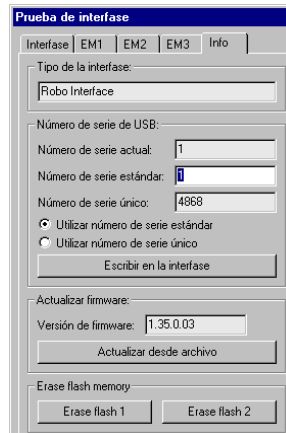 Prueba de interfase
Interfase EM1 EM2 EM3 Info
Tipo de la interfase:
Robo Interface
Número de serie de USB:
Número de serie actual: 1
Número de serie estándar: 1
Número de serie único: 4868
Utilizar número de serie estándar
Utilizar número de serie único
Escribir en la interfase
Actualizar firmware:
Versión de firmware: 1.35.0.03
Actualizar desde archivo
Erase flash memory
Erase flash 1 Erase flash 2